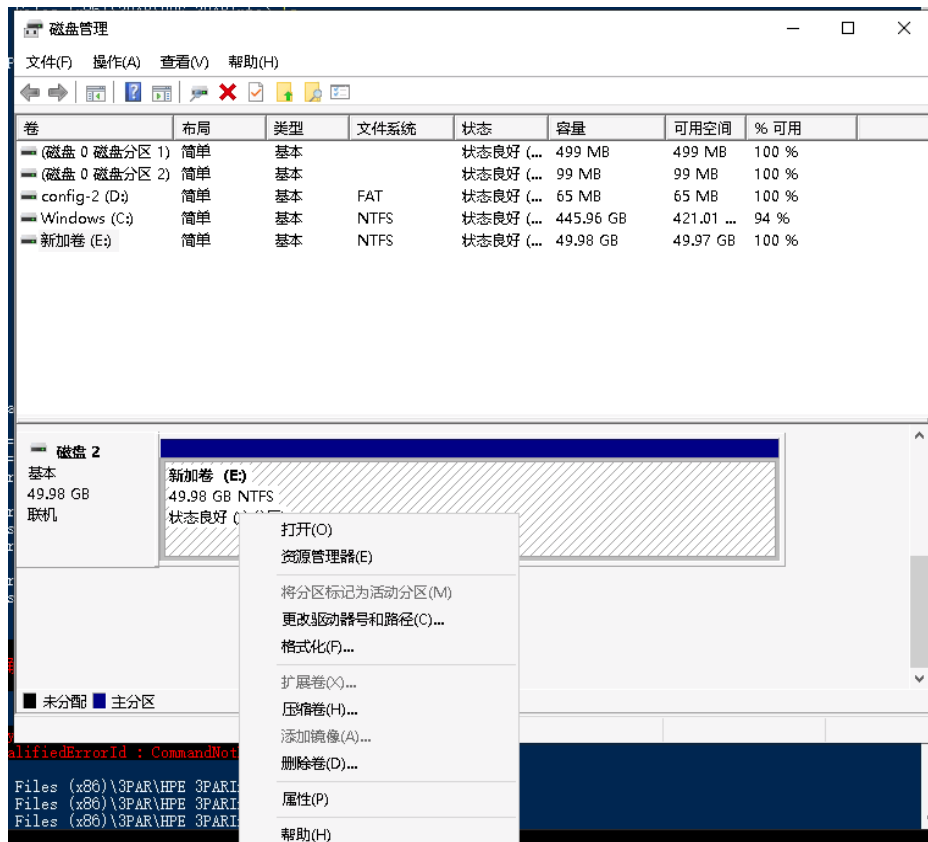 磁盘管理
文件(F) 操作(A) 查看(V) 帮助(H)
卷 布局 类型 文件系统 状态 容量 可用空间 % 可用
(磁盘 0 磁盘分区 1) 简单 基本 状态良好 (... 499 MB 499 MB 100 %
(磁盘 0 磁盘分区 2) 简单 基本 状态良好 (... 99 MB 99 MB 100 %
config-2 (D:) 简单 基本 FAT 状态良好 (... 65 MB 65 MB 100 %
Windows (C:) 简单 基本 NTFS 状态良好 (... 445.96 GB 421.01 ... 94 %
新加卷 (E:) 简单 基本 NTFS 状态良好 (... 49.98 GB 49.97 GB 100 %
磁盘 2
基本
49.98 GB
联机
新加卷 (E:)
49.98 GB NTFS
状态良好 (
打开(O)
资源管理器(E)
将分区标记为活动分区(M)
更改驱动器号和路径(C)...
格式化(F)...
扩展卷(X)...
压缩卷(H)...
添加镜像(A)...
删除卷(D)...
属性(P)
帮助(H)
未分配 主分区
alifiedErrorId : CommandNot
Files (x86)\3PAR\HPE 3PARI
Files (x86)\3PAR\HPE 3PARI
Files (x86)\3PAR\HPE 3PARI